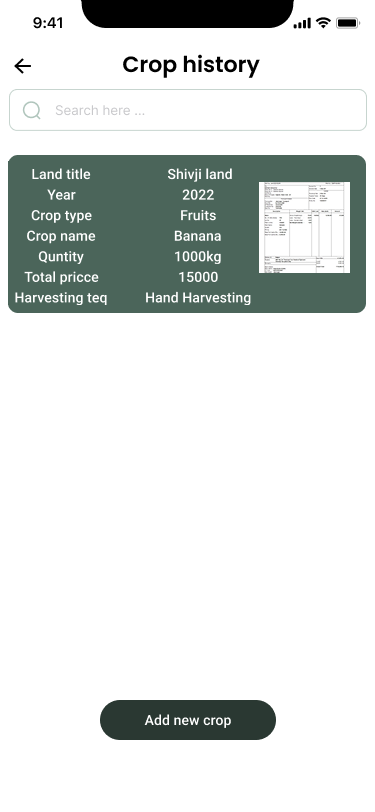 9:41
Crop history
Search here ...
Land title Shivji land
Year 2022
Crop type Fruits
Crop name Banana
Quntity 1000kg
Total pricce 15000
Harvesting teq Hand Harvesting
Add new crop